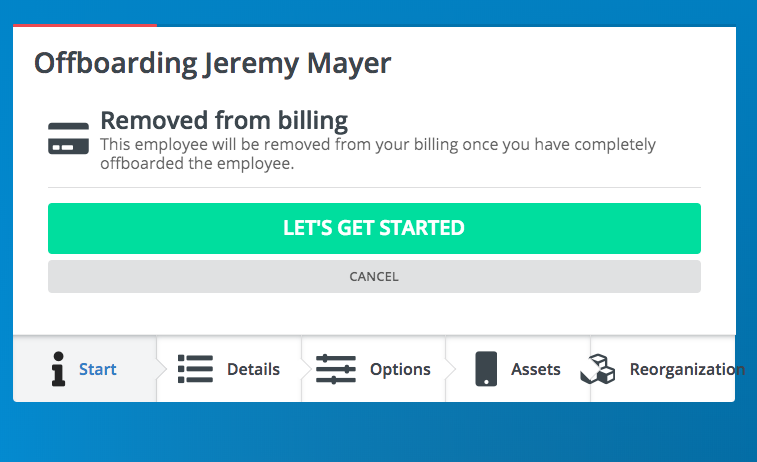 Offboarding Jeremy Mayer
Removed from billing
This employee will be removed from your billing once you have completely
offboarded the employee.
LET'S GET STARTED
CANCEL
Start
Details
Options
Assets
Reorganization